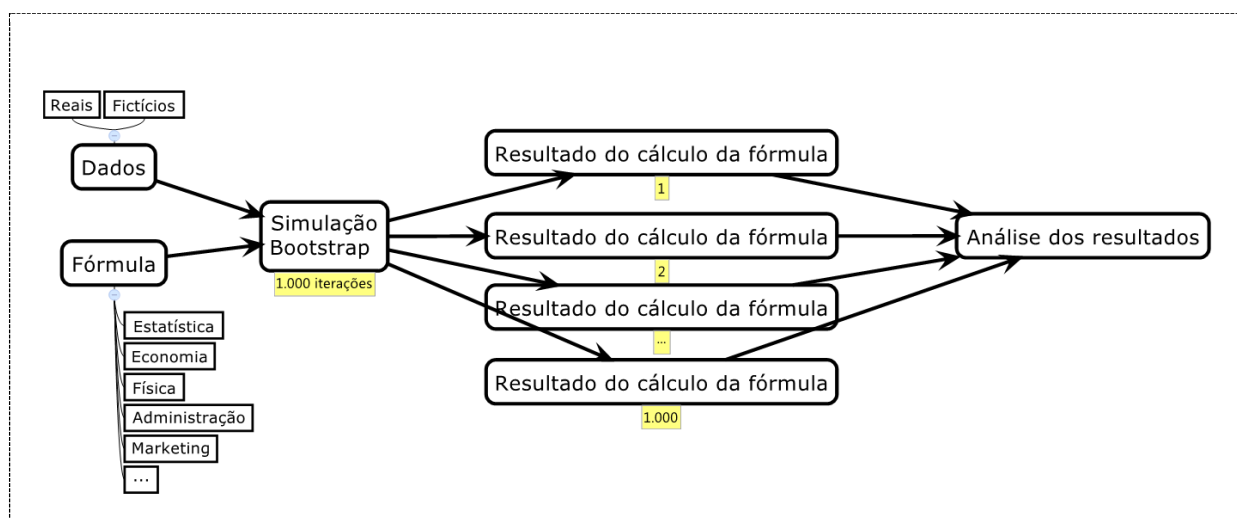 Reais
Fictícios
Dados
Fórmula
Estatística
Economia
Física
Administração
Marketing
...
Simulação
Bootstrap
1.000 iterações
Resultado do cálculo da fórmula
1
Resultado do cálculo da fórmula
2
Resultado do cálculo da fórmula
...
Resultado do cálculo da fórmula
1.000
Análise dos resultados